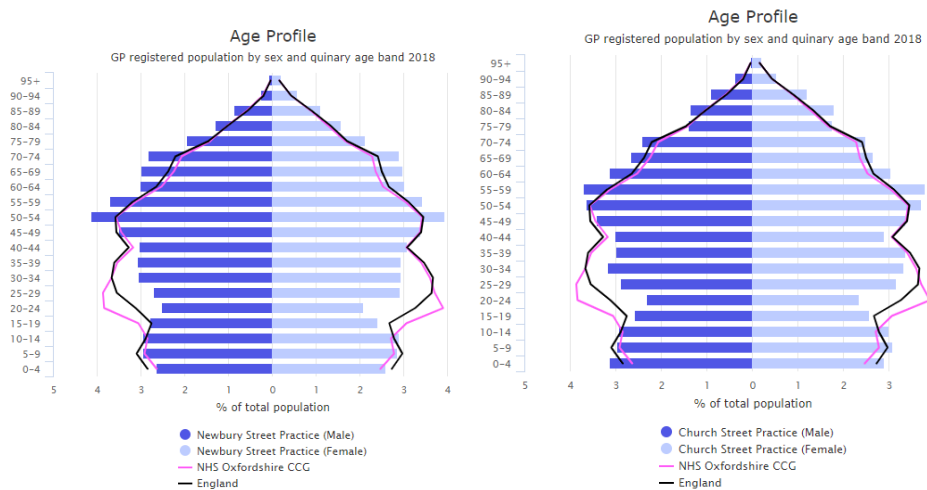 Age Profile
GP registered population by sex and quinary age band 2018
95+
90-94
85-89
80-84
75-79
70-74
65-69
60-64
55-59
50-54
45-49
40-44
35-39
30-34
25-29
20-24
15-19
10-14
5-9
0-4
5 4 3 2 1 0 1 2 3 4
% of total population
Newbury Street Practice (Male)
Newbury Street Practice (Female)
NHS Oxfordshire CCG
England
Age Profile
GP registered population by sex and quinary age band 2018
95+
90-94
85-89
80-84
75-79
70-74
65-69
60-64
55-59
50-54
45-49
40-44
35-39
30-34
25-29
20-24
15-19
10-14
5-9
0-4
5 4 3 2 1 0 1 2 3
% of total population
Church Street Practice (Male)
Church Street Practice (Female)
NHS Oxfordshire CCG
England